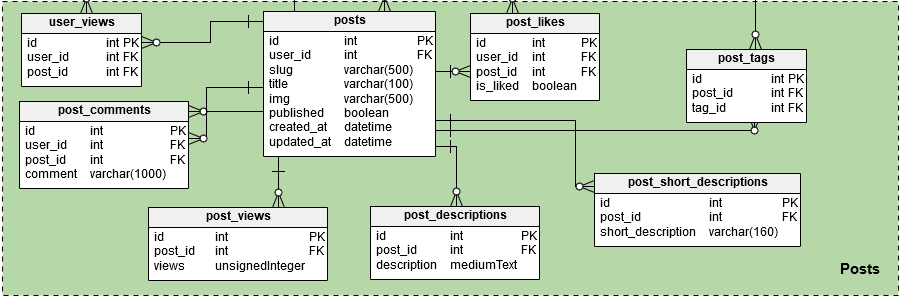 user_views
id int PK
user_id int FK
post_id int FK
posts
id int PK
user_id int FK
slug varchar(500)
title varchar(100)
img varchar(500)
published boolean
created_at datetime
updated_at datetime
post_likes
id int PK
user_id int FK
post_id int FK
is_liked boolean
post_tags
id int PK
post_id int FK
tag_id int FK
post_comments
id int PK
user_id int FK
post_id int FK
comment varchar(1000)
post_views
id int PK
post_id int FK
views unsignedInteger
post_descriptions
id int PK
post_id int FK
description mediumText
post_short_descriptions
id int PK
post_id int FK
short_description varchar(160)
Posts